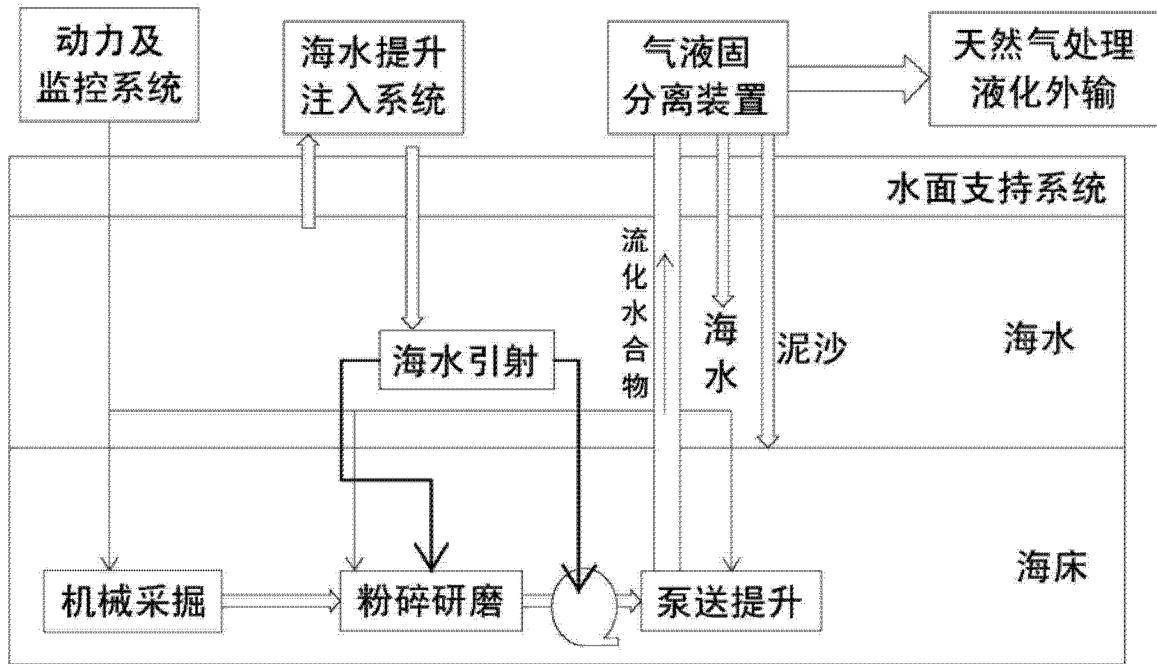 动力及
监控系统
海水提升
注入系统
气液固
分离装置
天然气处理
液化外输
水面支持系统
流化水合物
海水
泥沙
海水
海水引射
海床
机械采掘
粉碎研磨
泵送提升